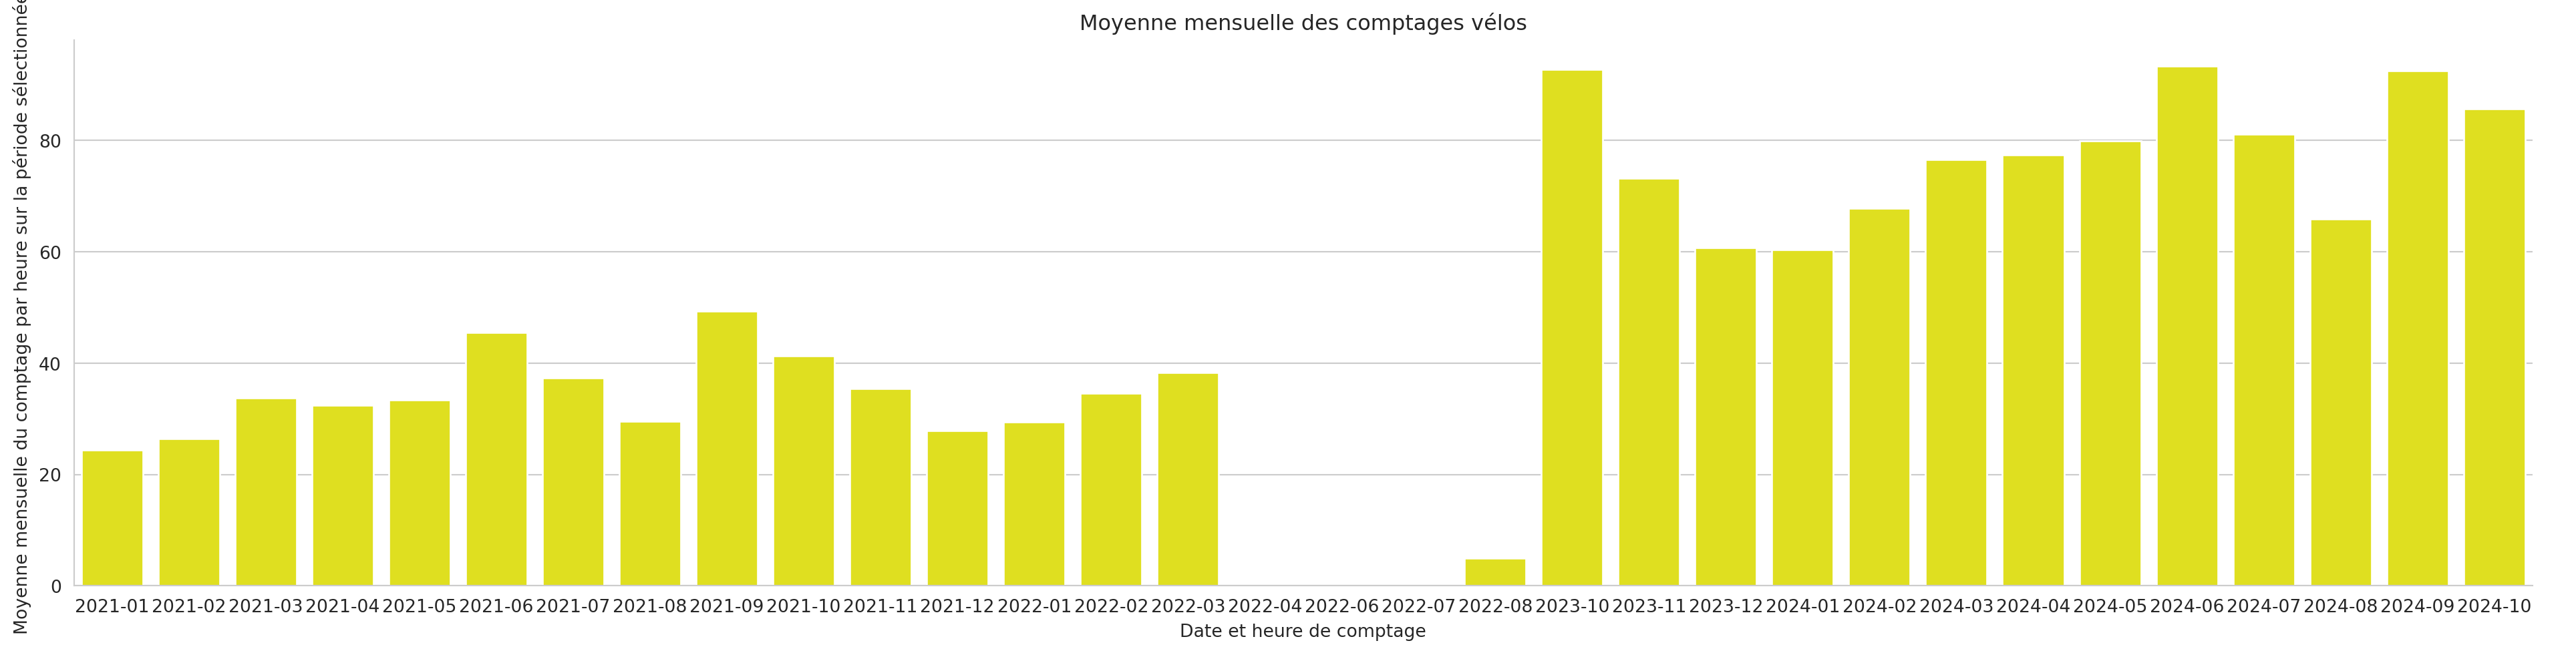 Moyenne mensuelle des comptages vélos
Moyenne mensuelle du comptage par heure sur la période sélectionnée
80
60
40
20
0
2021-01 2021-02 2021-03 2021-04 2021-05 2021-06 2021-07 2021-08 2021-09 2021-10 2021-11 2021-12 2022-01 2022-02 2022-03 2022-04 2022-06 2022-07 2022-08 2023-10 2023-11 2023-12 2024-01 2024-02 2024-03 2024-04 2024-05 2024-06 2024-07 2024-08 2024-09 2024-10
Date et heure de comptage